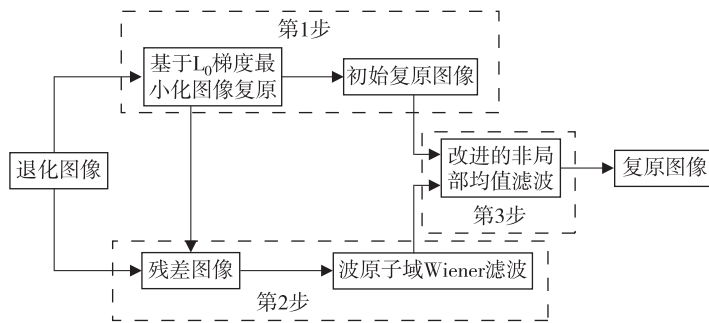 第1步
基于L₀梯度最
小化图像复原
初始复原图像
退化图像
改进的非局
部均值滤波
复原图像
第3步
残差图像
波原子域Wiener滤波
第2步